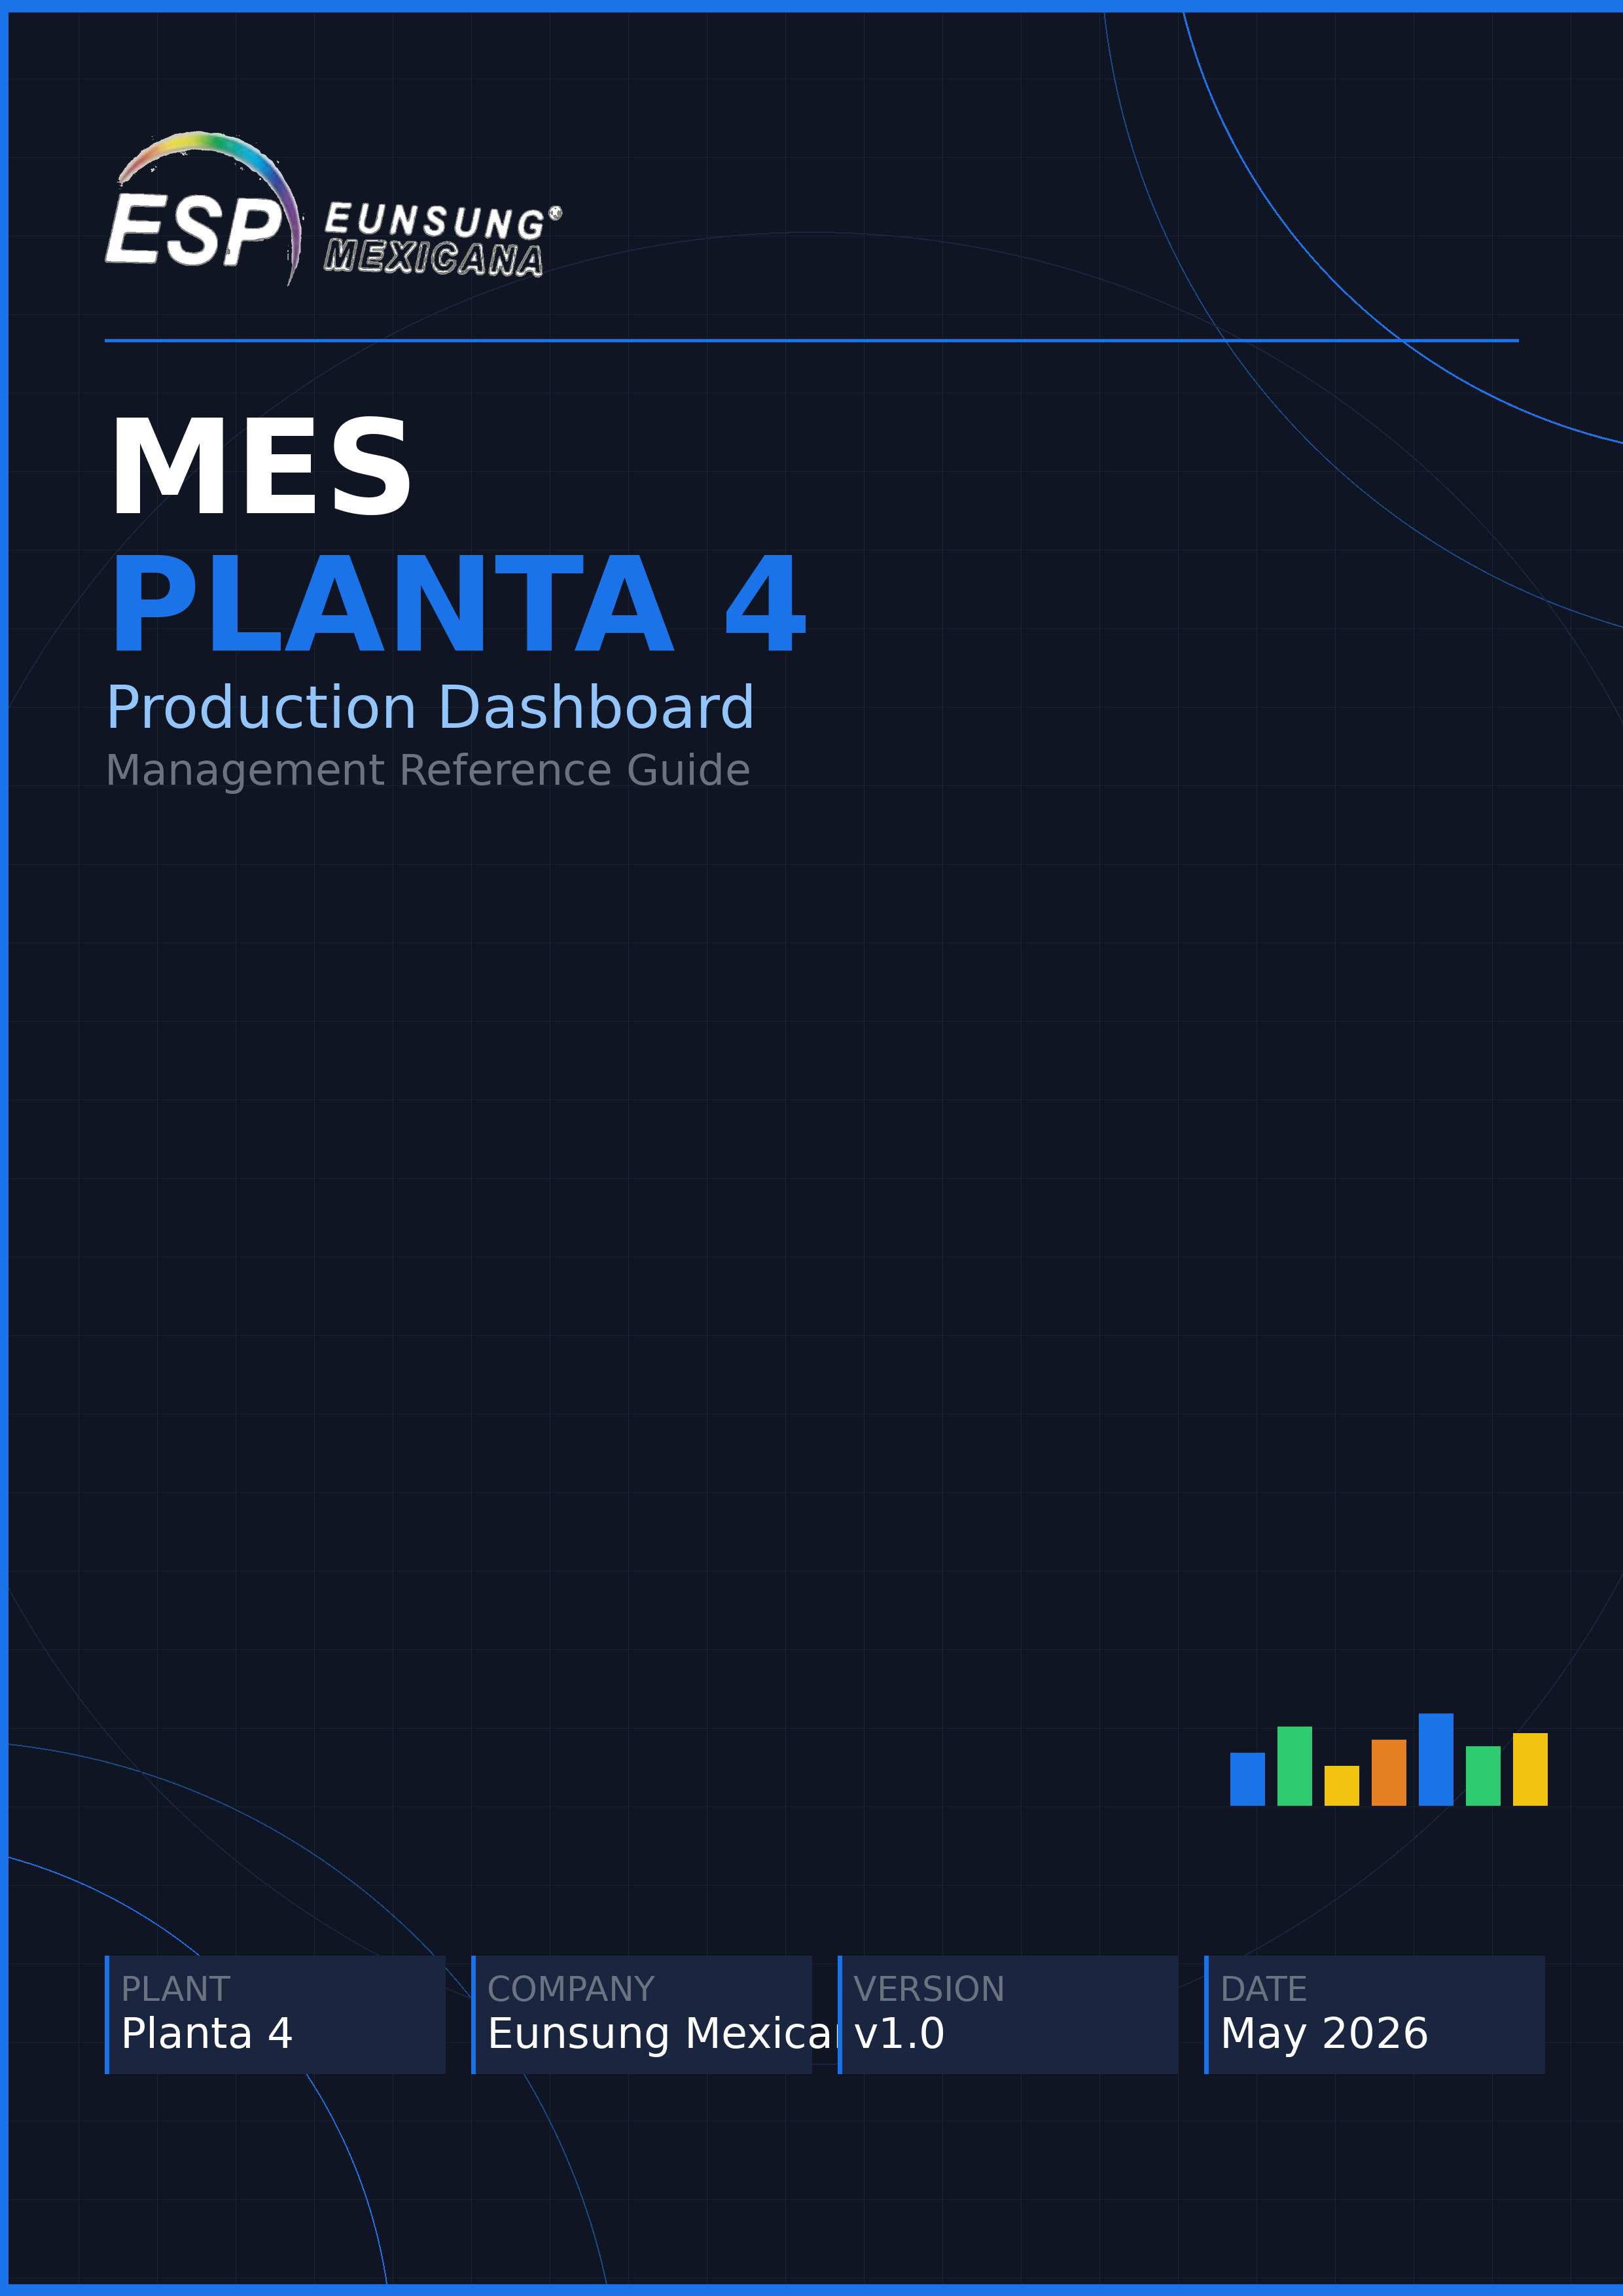 ESP EUNSUNG®
MEXICANA
MES
PLANTA 4
Production Dashboard
Management Reference Guide
PLANT
Planta 4
COMPANY
Eunsung Mexica
VERSION
v1.0
DATE
May 2026